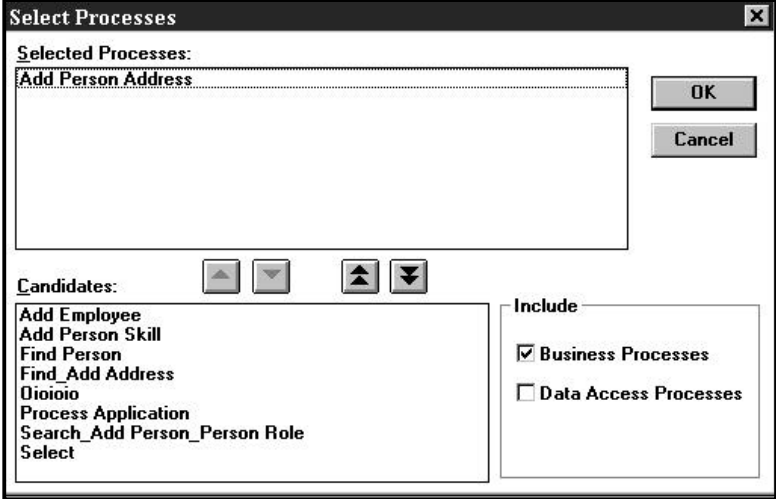 Select Processes
Selected Processes:
Add Person Address
OK
Cancel
Candidates:
Add Employee
Add Person Skill
Find Person
Find_Add Address
Oioioio
Process Application
Search_Add Person_Person Role
Select
Include
Business Processes
Data Access Processes